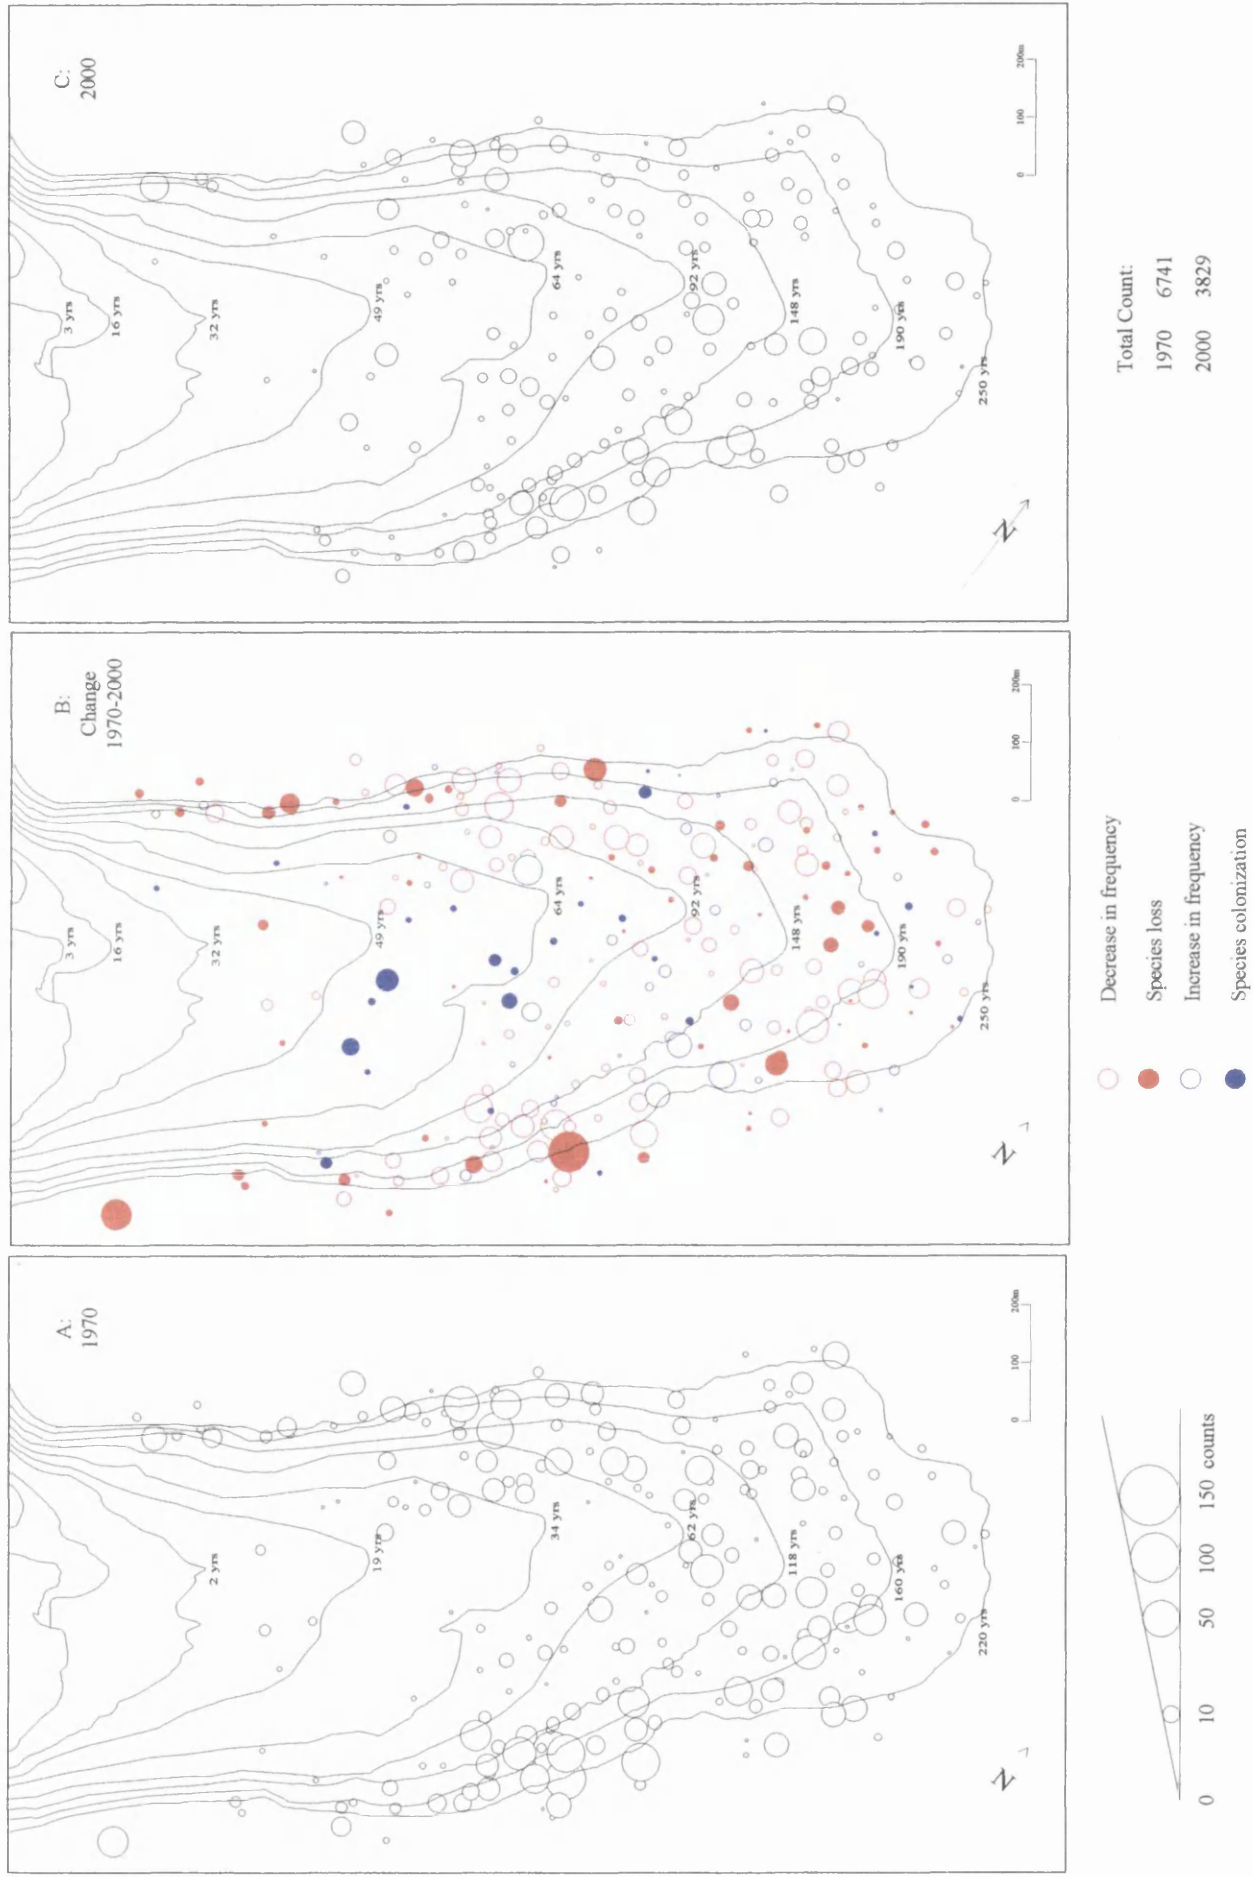 A:
1970
2 yrs
19 yrs
34 yrs
62 yrs
118 yrs
160 yrs
220 yrs
N
0 100 200m
B:
Change
1970-2000
3 yrs
16 yrs
32 yrs
49 yrs
64 yrs
92 yrs
148 yrs
190 yrs
250 yrs
N
0 100 200m
C:
2000
3 yrs
16 yrs
32 yrs
49 yrs
64 yrs
92 yrs
148 yrs
190 yrs
250 yrs
N
0 100 200m
0 10 50 100 150 counts
Decrease in frequency
Species loss
Increase in frequency
Species colonization
Total Count:
1970 6741
2000 3829